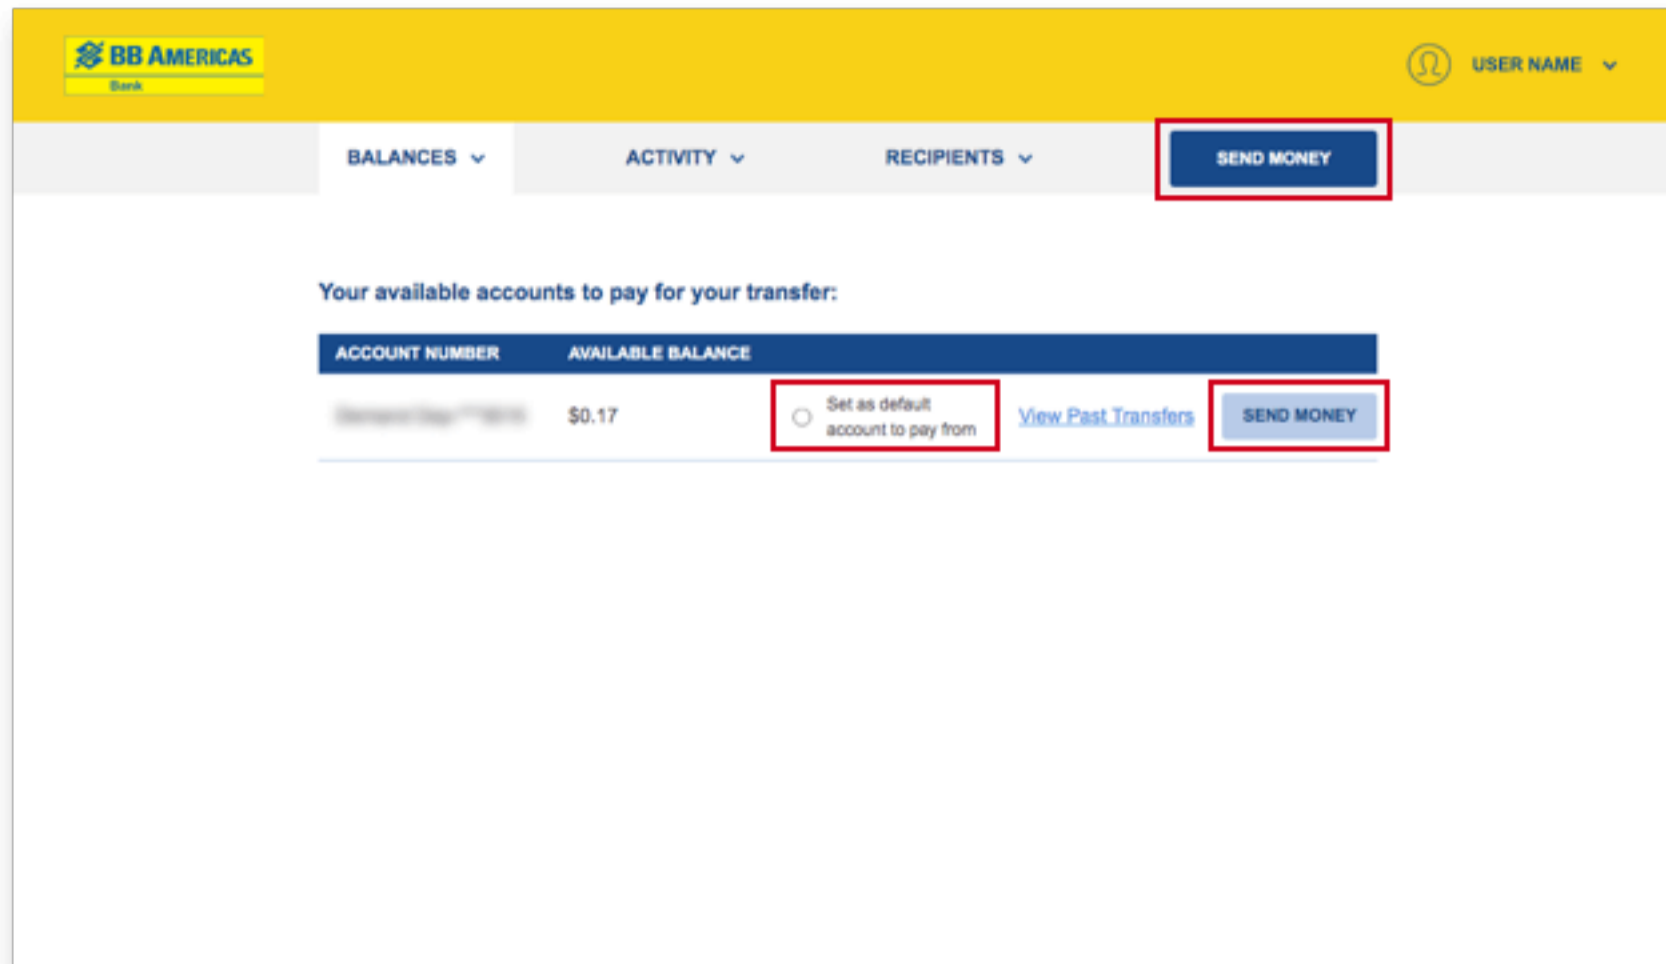 BB AMERICAS
Bank
USER NAME
BALANCES
ACTIVITY
RECIPIENTS
SEND MONEY
Your available accounts to pay for your transfer:
ACCOUNT NUMBER
AVAILABLE BALANCE
$0.17
Set as default
account to pay from
View Past Transfers
SEND MONEY